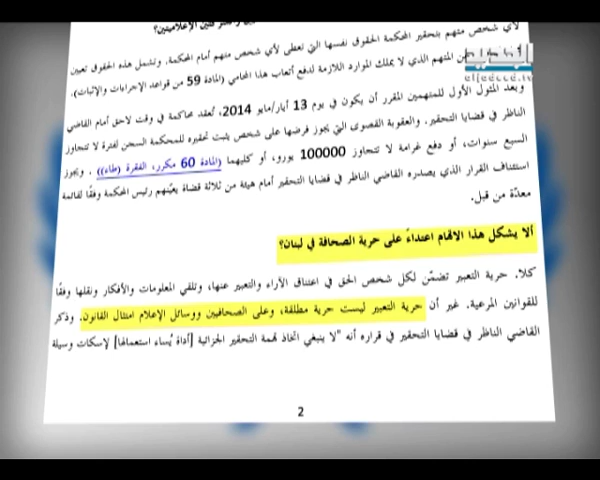 لأي شخص متهم بتحقير المحكمة الحقوق نفسها التي تعطى لأي شخص متهم أمام المحكمة. وتشمل هذه الحقوق تعيين
المتهم الذي لا يملك الموارد اللازمة لدفع أتعاب هذا المحامي (المادة 59 من قواعد الإجراءات والإثبات).
وبعد المثول الأول للمتهمين المقرر أن يكون في يوم 13 أيار/مايو 2014، تُعقد محاكمة في وقت لاحق أمام القاضي
الناظر في قضايا التحقير. والعقوبة القصوى التي يجوز فرضها على شخص يثبت تحقيره للمحكمة السجن لفترة لا تتجاوز
السبع سنوات، أو دفع غرامة لا تتجاوز 100000 يورو، أو كليهما (المادة 60 مكرر، الفقرة (طاء)). ويجوز
استئناف القرار الذي يصدره القاضي الناظر في قضايا التحقير أمام هيئة من ثلاثة قضاة يعيّنهم رئيس المحكمة وفقًا لقائمة
معدّة من قبل.
ألا يشكل هذا الاتهام اعتداءً على حرية الصحافة في لبنان؟
كلا. حرية التعبير تضمّن لكل شخص الحق في اعتناق الآراء والتعبير عنها، وتلقي المعلومات والأفكار ونقلها وفقًا
للقوانين المرعية. غير أن حرية التعبير ليست حرية مطلقة، وعلى الصحافيين ووسائل الإعلام امتثال القانون. وذكر
القاضي الناظر في قضايا التحقير في قراره أنه "لا ينبغي اتخاذ تهمة التحقير الجزائية [أداة يُساء استعمالها] لإسكات وسيلة
2